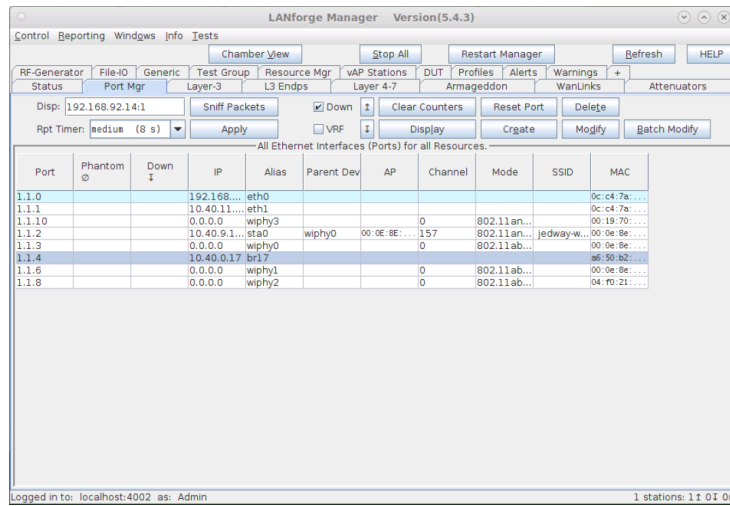 LANforge Manager Version(5.4.3)
Control Reporting Windows Info Tests
Chamber View Stop All Restart Manager Refresh HELP
RF-Generator File-IO Generic Test Group Resource Mgr vAP Stations DUT Profiles Alerts Warnings +
Status Port Mgr Layer-3 L3 Endps Layer 4-7 Armageddon WanLinks Attenuators
Disp: 192.168.92.14:1 Sniff Packets Down ↥ Clear Counters Reset Port Delete
Rpt Timer: medium (8 s) Apply VRF ↧ Display Create Modify Batch Modify
All Ethernet Interfaces (Ports) for all Resources.
Port Phantom ∅ Down ↧ IP Alias Parent Dev AP Channel Mode SSID MAC
1.1.0 192.168.... eth0 0c:c4:7a:...
1.1.1 10.40.11.... eth1 0c:c4:7a:...
1.1.10 0.0.0.0 wiphy3 0 802.11an... 00:19:70:...
1.1.2 10.40.9.1... sta0 wiphy0 00:0E:8E:... 157 802.11an... jedway-w... 00:0e:8e:...
1.1.3 0.0.0.0 wiphy0 0 802.11ab... 00:0e:8e:...
1.1.4 10.40.0.17 br17 a6:50:b2:...
1.1.6 0.0.0.0 wiphy1 0 802.11ab... 00:0e:8e:...
1.1.8 0.0.0.0 wiphy2 0 802.11ab... 04:f0:21:...
Logged in to: localhost:4002 as: Admin 1 stations: 1↥ 0↧